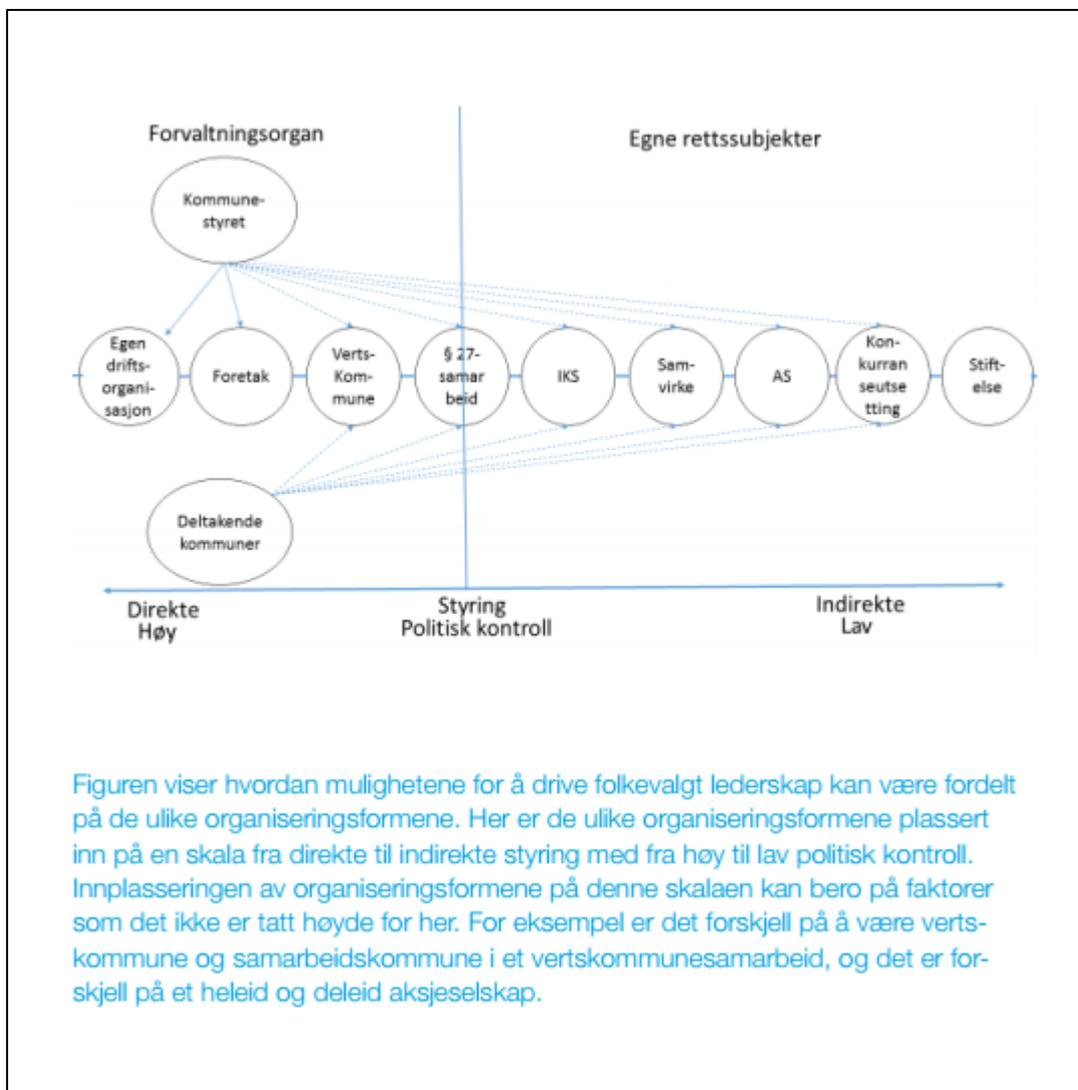 Forvaltningsorgan
Egne rettssubjekter
Kommune-
styret
Egen
drifts-
organi-
sasjon
Foretak
Verts-
Kom-
mune
§ 27-
samar
beid
IKS
Sam-
virke
AS
Kon-
kurran
seutse
tting
Stift-
else
Deltakende
kommuner
Direkte
Høy
Styring
Politisk kontroll
Indirekte
Lav
Figuren viser hvordan mulighetene for å drive folkevalgt lederskap kan være fordelt
på de ulike organiseringsformene. Her er de ulike organiseringsformene plassert
inn på en skala fra direkte til indirekte styring med fra høy til lav politisk kontroll.
Innplasseringen av organiseringsformene på denne skalaen kan bero på faktorer
som det ikke er tatt høyde for her. For eksempel er det forskjell på å være verts-
kommune og samarbeidskommune i et vertskommunesamarbeid, og det er for-
skjell på et heleid og deleid aksjeselskap.